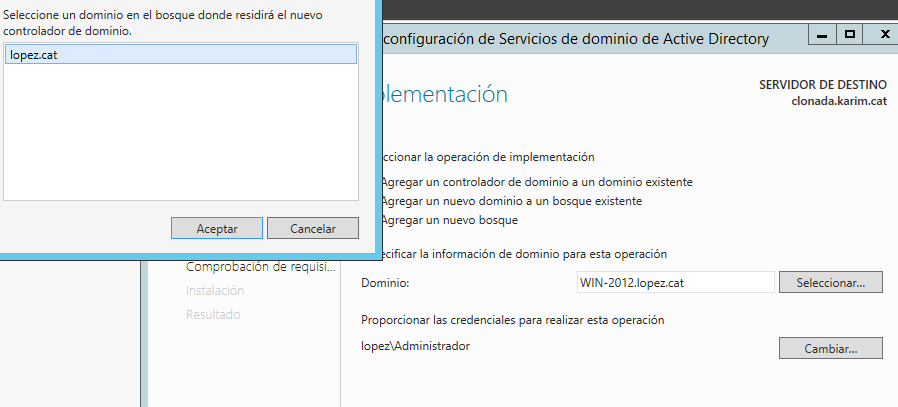 Seleccione un dominio en el bosque donde residirá el nuevo
controlador de dominio.
lopez.cat
Aceptar
Cancelar
configuración de Servicios de dominio de Active Directory
SERVIDOR DE DESTINO
clonada.karim.cat
plementación
ccionar la operación de implementación
Agregar un controlador de dominio a un dominio existente
Agregar un nuevo dominio a un bosque existente
Agregar un nuevo bosque
ecificar la información de dominio para esta operación
Dominio:
WIN-2012.lopez.cat
Seleccionar...
Proporcionar las credenciales para realizar esta operación
lopez\Administrador
Cambiar...
Comprobación de requisi...
Instalación
Resultado